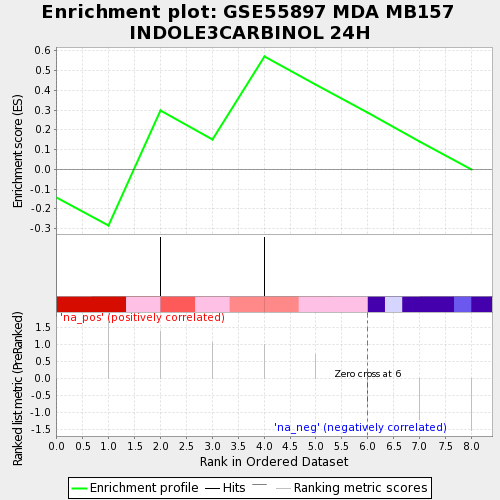 Enrichment plot: GSE55897 MDA MB157
INDOLE3CARBINOL 24H
Enrichment score (ES)
0.6
0.5
0.4
0.3
0.2
0.1
0.0
-0.1
-0.2
-0.3
Ranked list metric (PreRanked)
'na_pos' (positively correlated)
1.5
1.0
0.5
0.0
-0.5
-1.0
-1.5
Zero cross at 6
'na_neg' (negatively correlated)
0.0 0.5 1.0 1.5 2.0 2.5 3.0 3.5 4.0 4.5 5.0 5.5 6.0 6.5 7.0 7.5 8.0
Rank in Ordered Dataset
Enrichment profile Hits Ranking metric scores